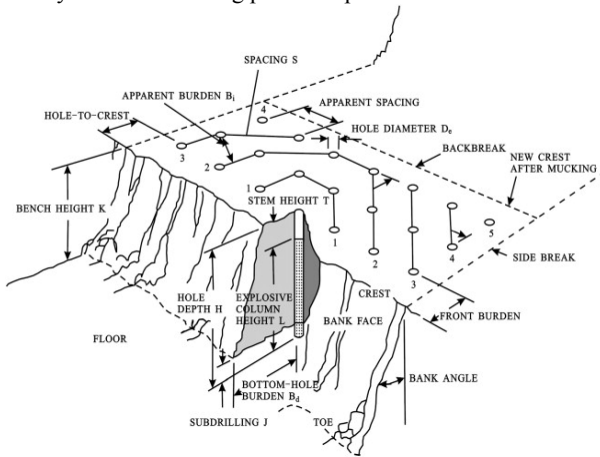 SPACING S
APPARENT BURDEN Bi
4
APPARENT SPACING
HOLE-TO-CREST
HOLE DIAMETER De
3
BACKBREAK
2
NEW CREST
AFTER MUCKING
1
STEM HEIGHT T
BENCH HEIGHT K
1
2
3
4
5
SIDE BREAK
CREST
HOLE
DEPTH H
EXPLOSIVE
COLUMN
HEIGHT L
BANK FACE
FRONT BURDEN
FLOOR
BOTTOM-HOLE
BURDEN Bd
BANK ANGLE
SUBDRILLING J
TOE